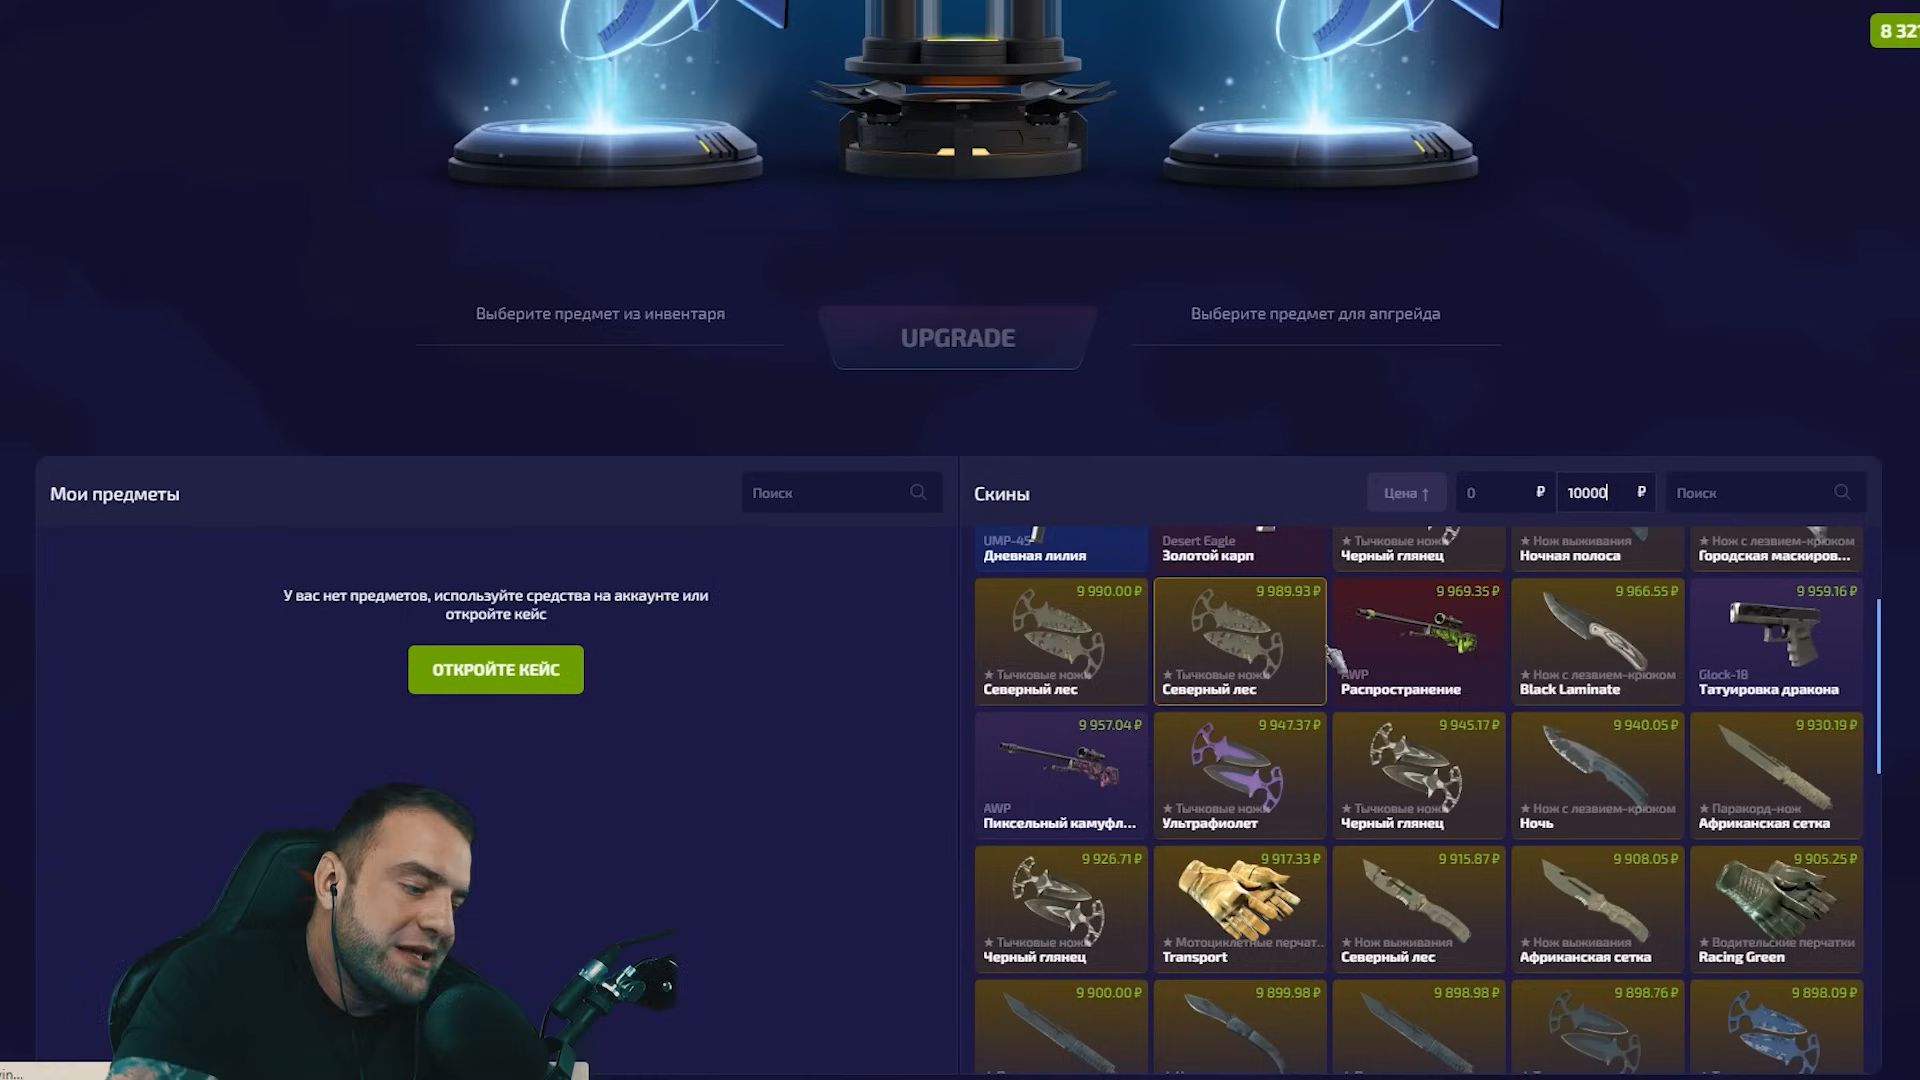 8 32
Выберите предмет из инвентаря
UPGRADE
Выберите предмет для апгрейда
Мои предметы
Поиск
Скины
Цена ↑
0 ₽
10000 ₽
Поиск
У вас нет предметов, используйте средства на аккаунте или
откройте кейс
ОТКРОЙТЕ КЕЙС
UMP-45
Дневная лилия
Desert Eagle
Золотой карп
★ Тычковые ножи
Черный глянец
★ Нож выживания
Ночная полоса
★ Нож с лезвием-крюком
Городская маскиров...
9 990.00 ₽
★ Тычковые ножи
Северный лес
9 989.93 ₽
★ Тычковые ножи
Северный лес
9 969.35 ₽
AWP
Распространение
9 966.55 ₽
★ Нож с лезвием-крюком
Black Laminate
9 959.16 ₽
Glock-18
Татуировка дракона
9 957.04 ₽
AWP
Пиксельный камуфл...
9 947.37 ₽
★ Тычковые ножи
Ультрафиолет
9 945.17 ₽
★ Тычковые ножи
Черный глянец
9 940.05 ₽
★ Нож с лезвием-крюком
Ночь
9 930.19 ₽
★ Паракорд-нож
Африканская сетка
9 926.71 ₽
★ Тычковые ножи
Черный глянец
9 917.33 ₽
★ Мотоциклетные перчат...
Transport
9 915.87 ₽
★ Нож выживания
Северный лес
9 908.05 ₽
★ Нож выживания
Африканская сетка
9 905.25 ₽
★ Водительские перчатки
Racing Green
9 900.00 ₽
9 899.98 ₽
9 898.98 ₽
9 898.76 ₽
9 898.09 ₽